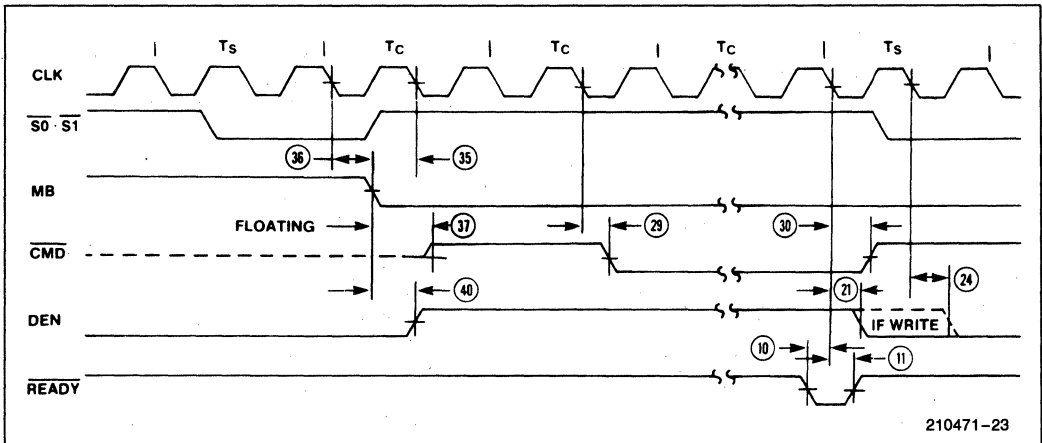 | Ts | Tc | Tc | Tc | Ts |
CLK
S0 · S1
36 35
MB
FLOATING 37 29 30
CMD
40 21 24
DEN
IF WRITE
10 11
READY
210471-23